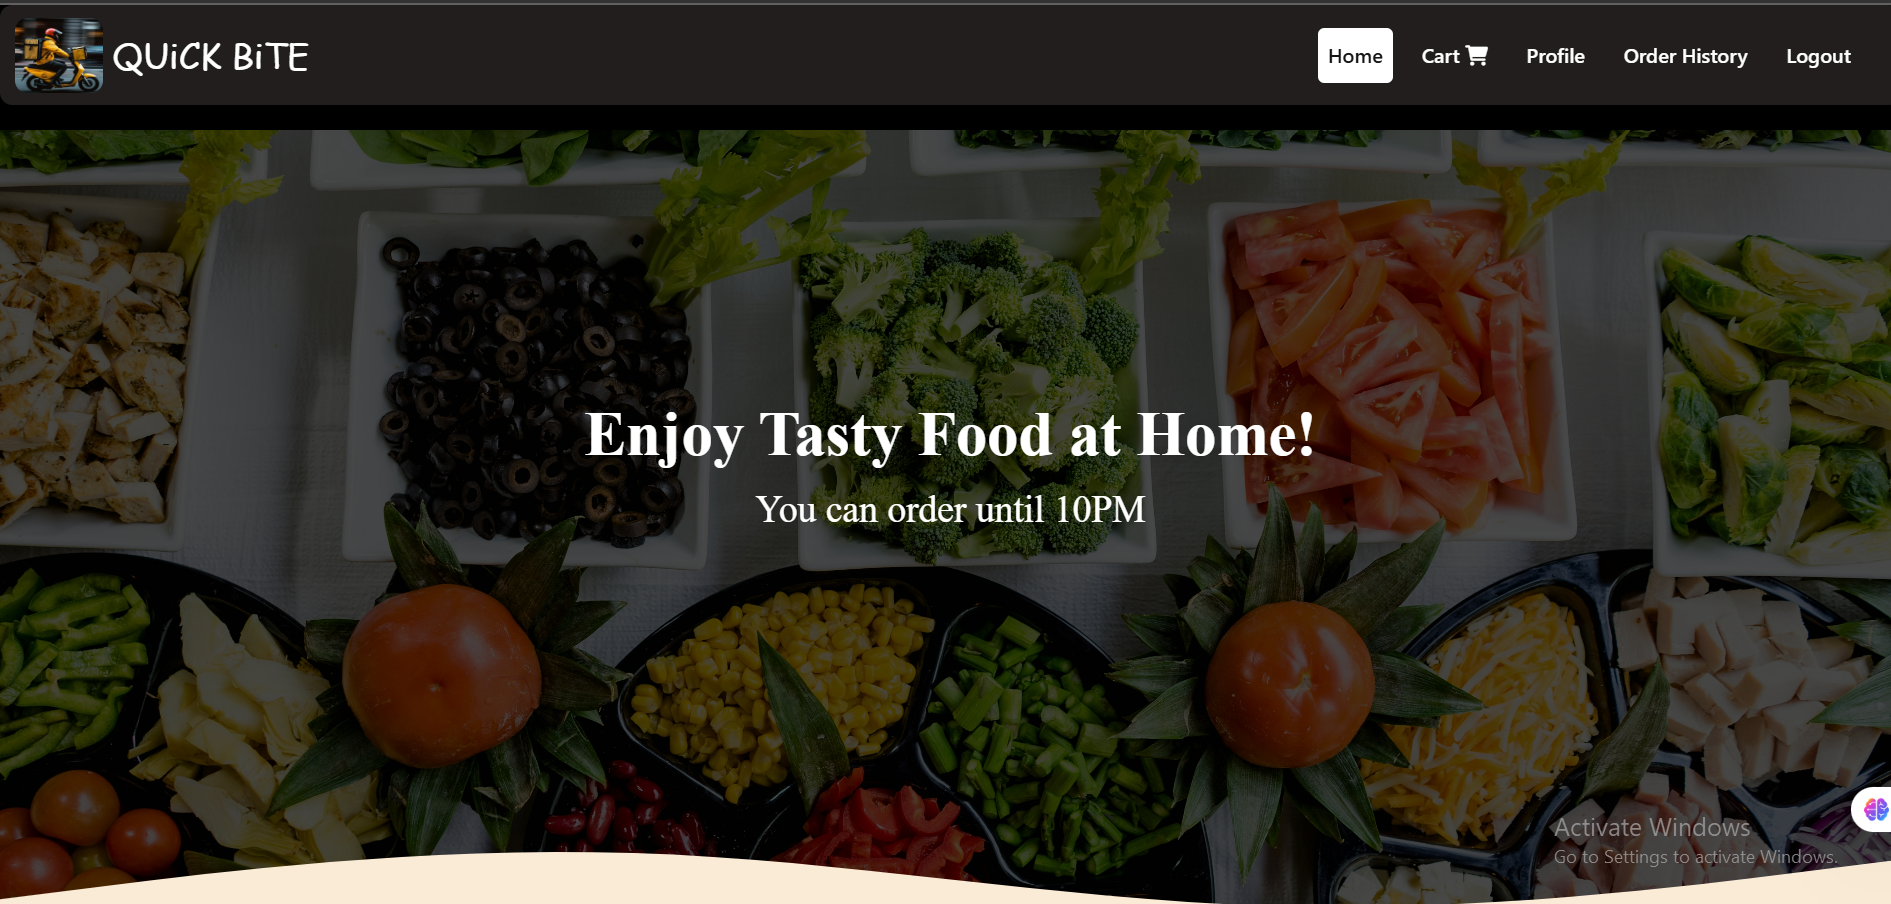 QUiCK BiTE
Home Cart Profile Order History Logout
Enjoy Tasty Food at Home!
You can order until 10PM
Activate Windows
Go to Settings to activate Windows.